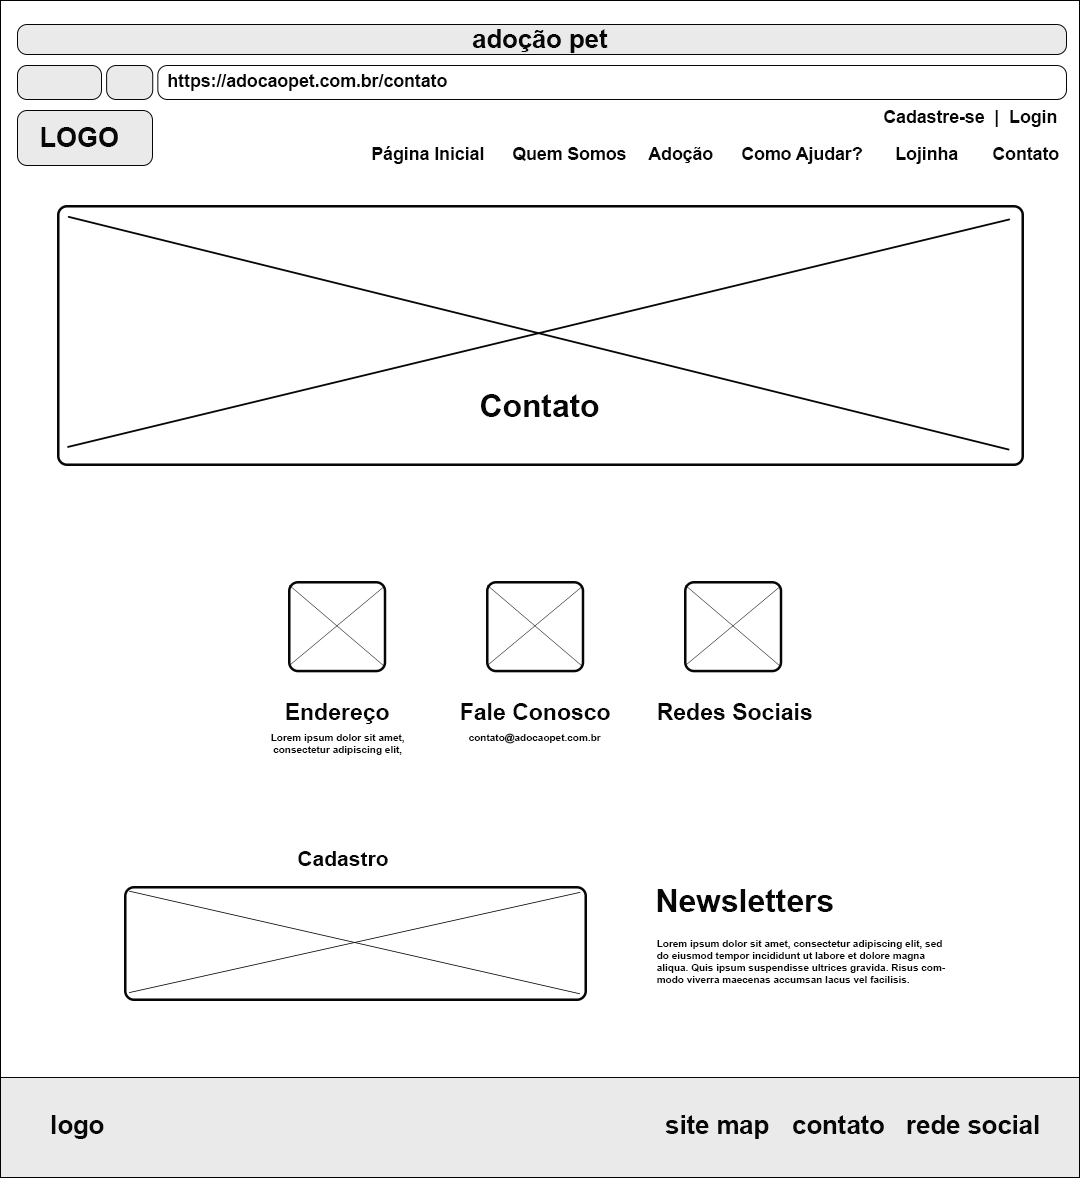 adoção pet
https://adocaopet.com.br/contato
LOGO
Cadastre-se | Login
Página Inicial Quem Somos Adoção Como Ajudar? Lojinha Contato
Contato
Endereço
Lorem ipsum dolor sit amet,
consectetur adipiscing elit,
Fale Conosco
contato@adocaopet.com.br
Redes Sociais
Cadastro
Newsletters
Lorem ipsum dolor sit amet, consectetur adipiscing elit, sed
do eiusmod tempor incididunt ut labore et dolore magna
aliqua. Quis ipsum suspendisse ultrices gravida. Risus com-
modo viverra maecenas accumsan lacus vel facilisis.
logo
site map contato rede social